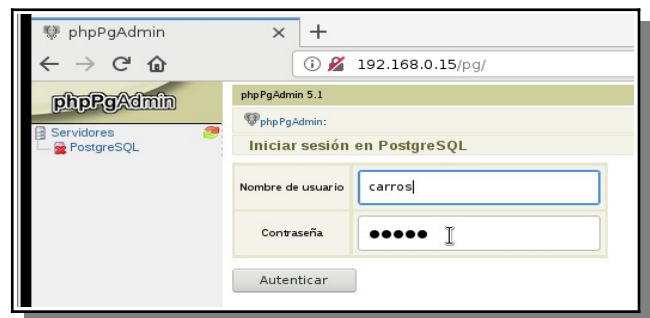 phpPgAdmin
192.168.0.15/pg/
phpPgAdmin
phpPgAdmin 5.1
phpPgAdmin:
Servidores
PostgreSQL
Iniciar sesión en PostgreSQL
Nombre de usuario
carros
Contraseña
●●●●●
Autenticar